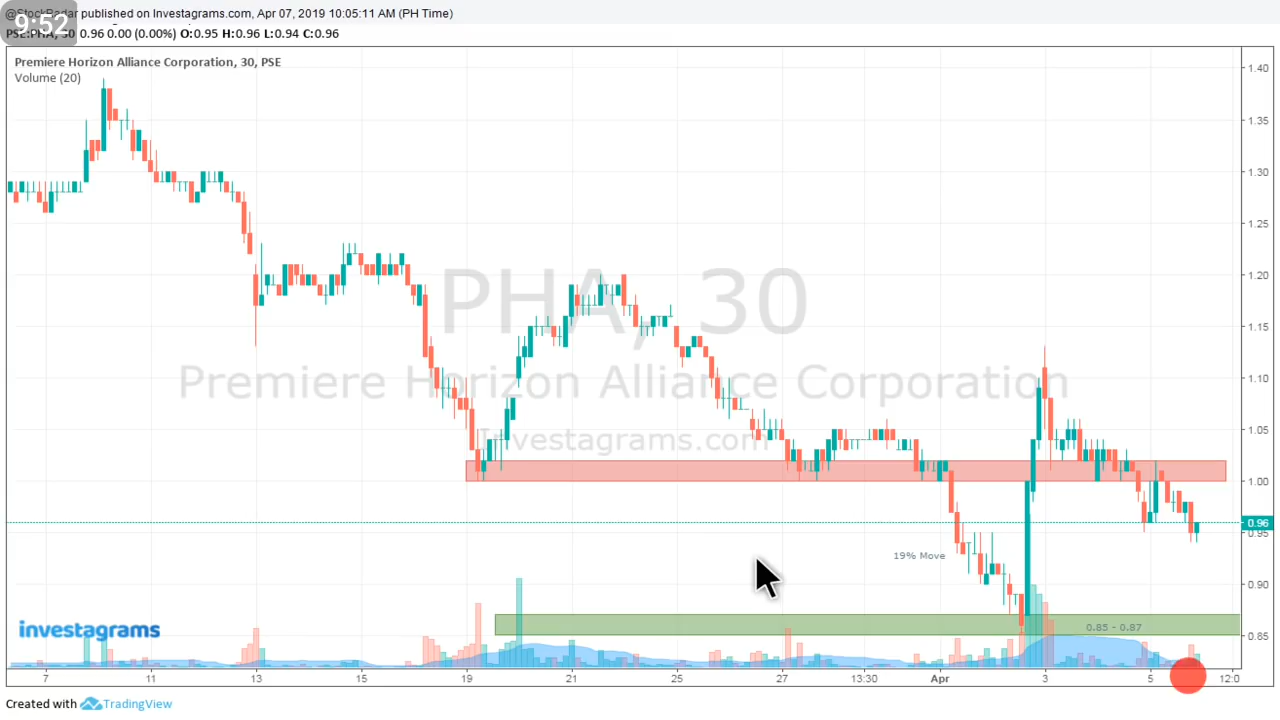 @StockRadar published on Investagrams.com, Apr 07, 2019 10:05:11 AM (PH Time)
9:52
PSE:PHA, 30 0.96 0.00 (0.00%) O:0.95 H:0.96 L:0.94 C:0.96
Premiere Horizon Alliance Corporation, 30, PSE
Volume (20)
1.40
1.35
1.30
1.25
1.20
1.15
1.10
1.05
1.00
0.96
0.95
0.90
0.85
PHA, 30
Premiere Horizon Alliance Corporation
Investagrams.com
19% Move
0.85 - 0.87
investagrams
7 11 13 15 19 21 25 27 13:30 Apr 3 5 12:0
Created with TradingView